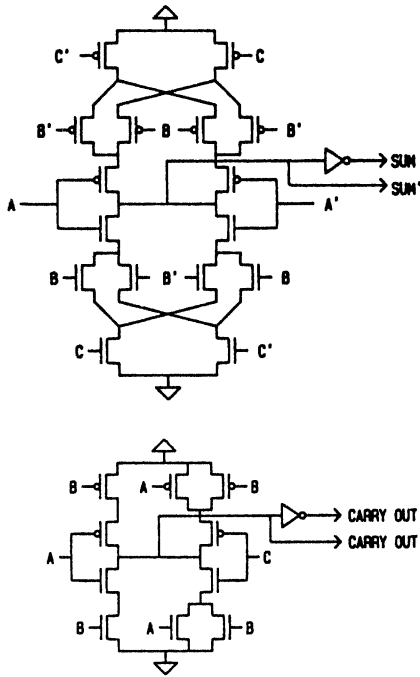 C' C
B' B B'
SUM
SUM'
A A'
B B' B
C C'
B A B
CARRY OUT
CARRY OUT
A C
B A B